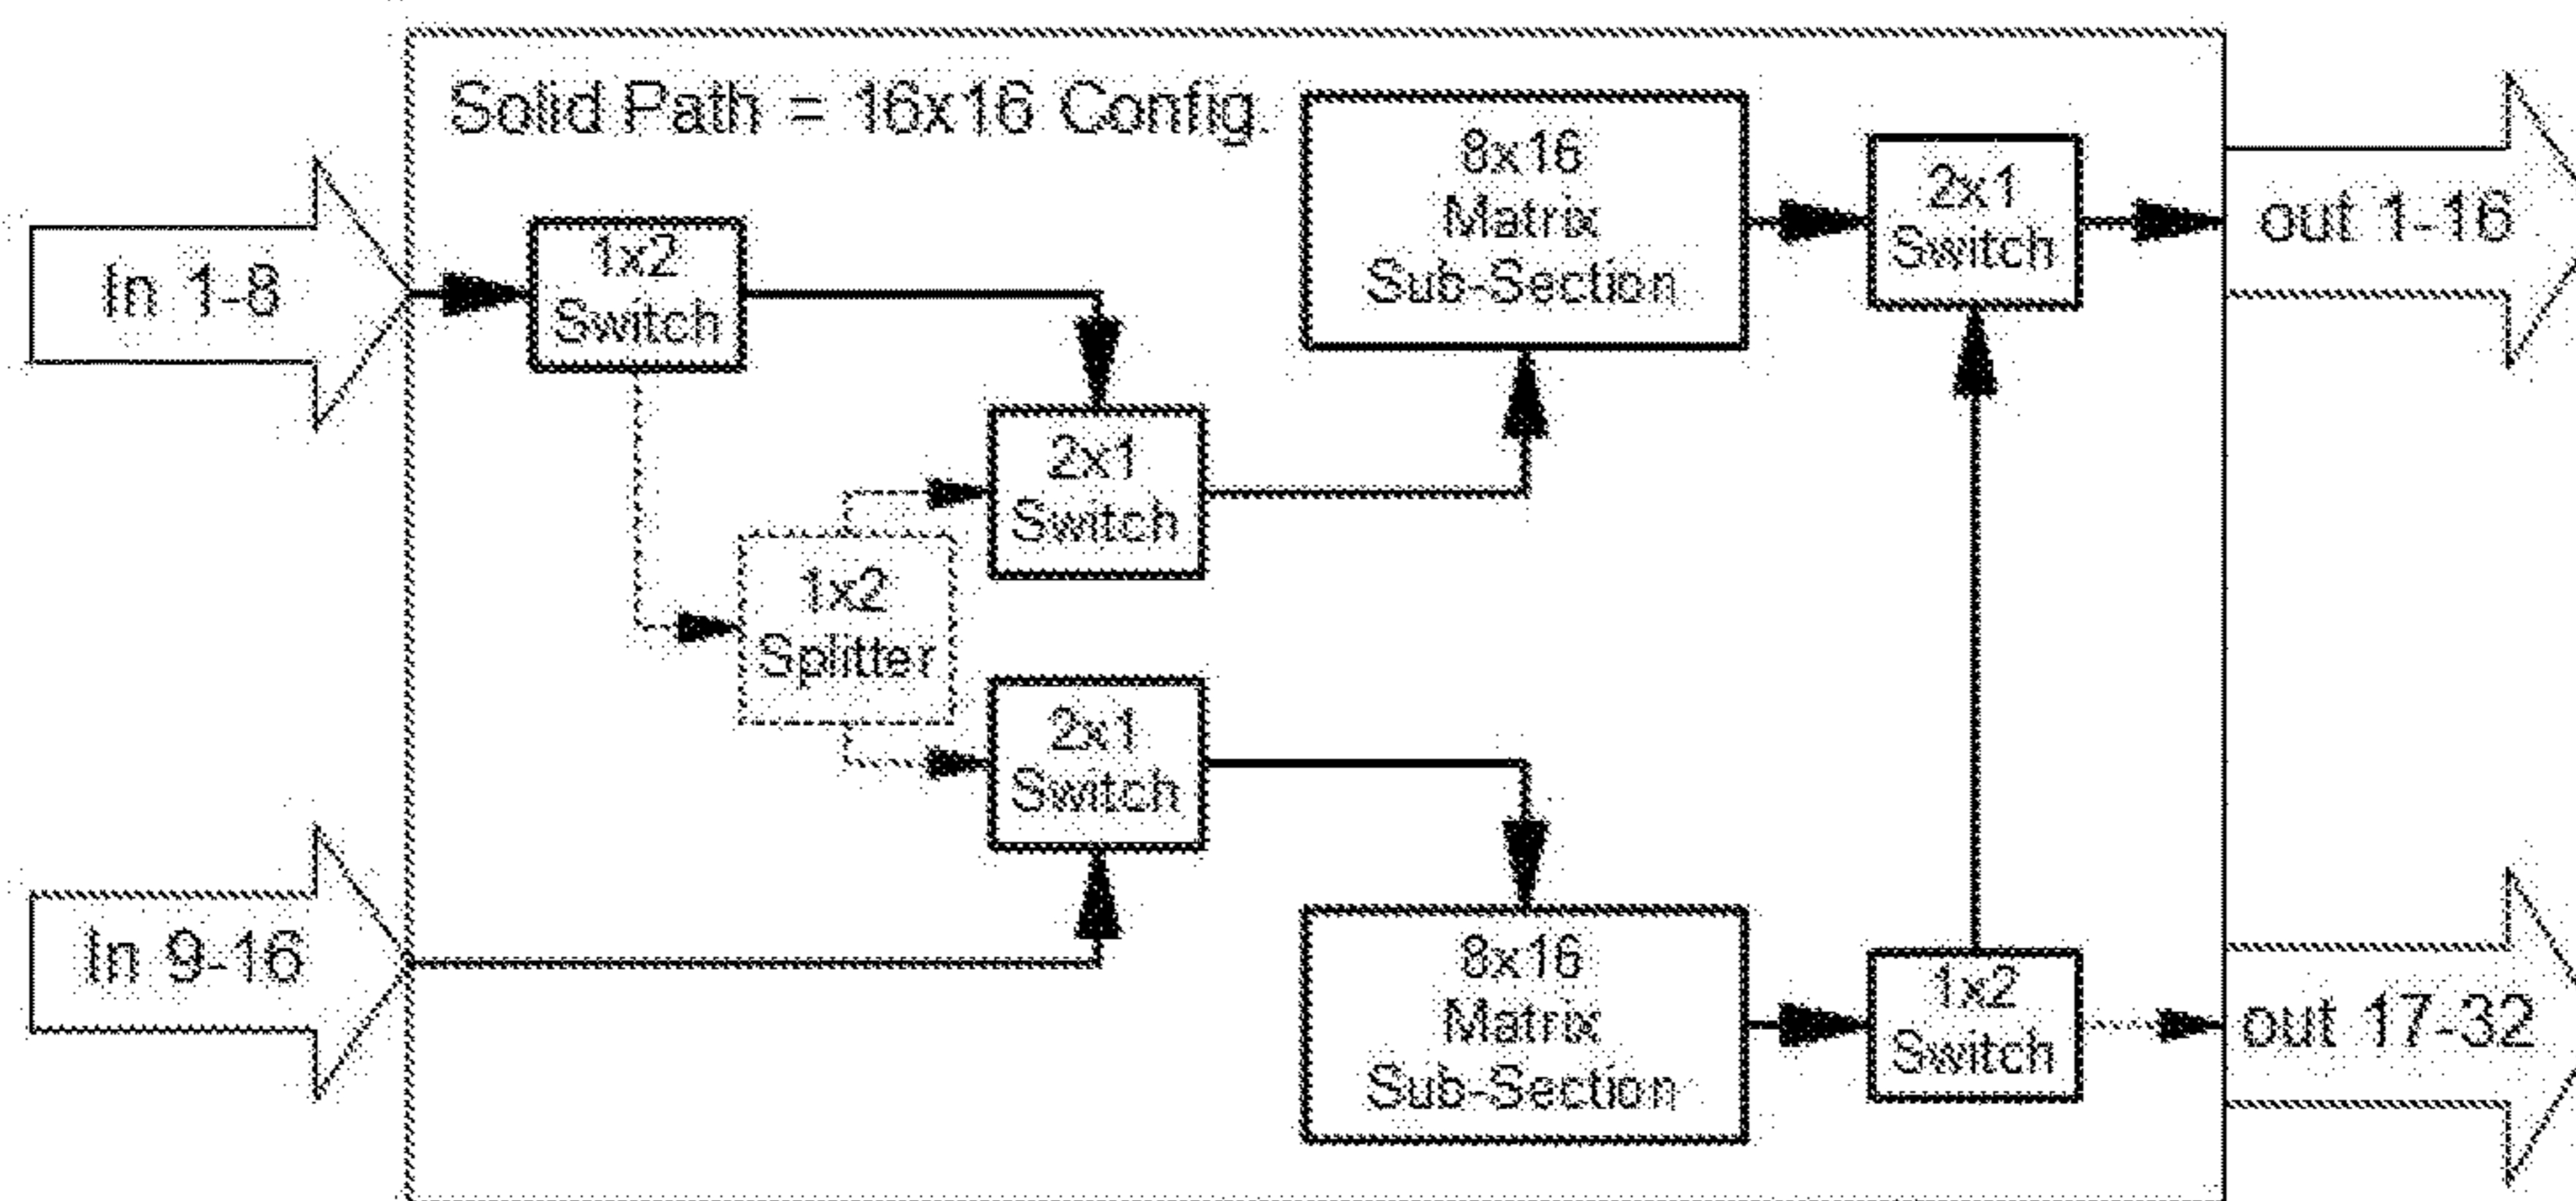 Solid Path = 16x16 Config.
In 1-8
1x2
Switch
2x1
Switch
1x2
Splitter
2x1
Switch
In 9-16
8x16
Matrix
Sub-Section
2x1
Switch
out 1-16
8x16
Matrix
Sub-Section
1x2
Switch
out 17-32